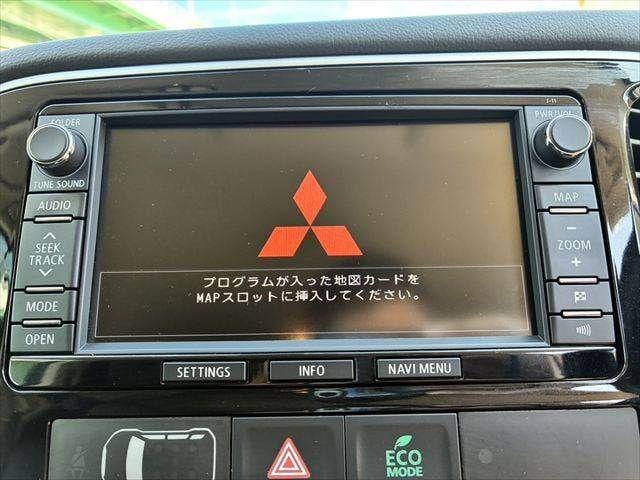 J-11
FOLDER
PWR/VOL
TUNE SOUND
AUDIO
MAP
SEEK
TRACK
− ZOOM +
MODE
OPEN
プログラムが入った地図カードを
MAPスロットに挿入してください。
SETTINGS
INFO
NAVI MENU
ECO
MODE